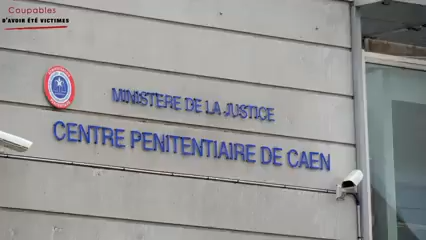 Coupables
D'AVOIR ÉTÉ VICTIMES
MINISTERE DE LA JUSTICE
CENTRE PENITENTIAIRE DE CAEN